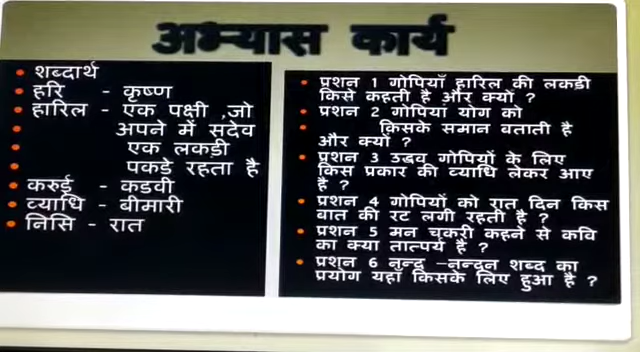 अभ्यास कार्य
शब्दार्थ
हरि - कृष्ण
हारिल - एक पक्षी ,जो
अपने में सदैव
एक लकड़ी
पकड़े रहता है
करुई - कडवी
व्याधि - बीमारी
निसि - रात
प्रशन 1 गोपियाँ हारिल की लकडी
किसे कहती है और क्यों ?
प्रशन 2 गोपियां योग को
किसके समान बताती है
और क्यों ?
प्रशन 3 उद्धव गोपियों के लिए
किस प्रकार की व्याधि लेकर आए
है ?
प्रशन 4 गोपियों को रात दिन किस
बात की रट लगी रहती है ?
प्रशन 5 मन चकरी कहने से कवि
का क्या तात्पर्य है ?
प्रशन 6 नन्द –नन्दन शब्द का
प्रयोग यहाँ किसके लिए हुआ है ?